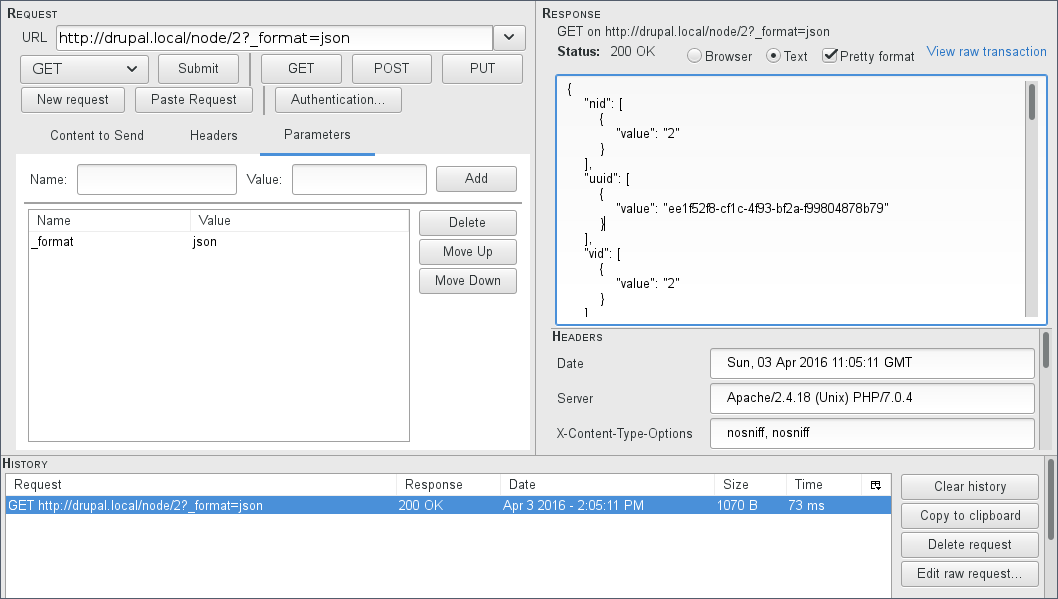 REQUEST
URL http://drupal.local/node/2?_format=json
GET Submit GET POST PUT
New request Paste Request Authentication...
Content to Send Headers Parameters
Name: Value: Add
Name Value
_format json
Delete
Move Up
Move Down
RESPONSE
GET on http://drupal.local/node/2?_format=json
Status: 200 OK Browser Text Pretty format View raw transaction
{
"nid": [
{
"value": "2"
}
],
"uuid": [
{
"value": "ee1f52f8-cf1c-4f93-bf2a-f99804878b79"
}
],
"vid": [
{
"value": "2"
}
]
HEADERS
Date Sun, 03 Apr 2016 11:05:11 GMT
Server Apache/2.4.18 (Unix) PHP/7.0.4
X-Content-Type-Options nosniff, nosniff
HISTORY
Request Response Date Size Time
GET http://drupal.local/node/2?_format=json 200 OK Apr 3 2016 - 2:05:11 PM 1070 B 73 ms
Clear history
Copy to clipboard
Delete request
Edit raw request...